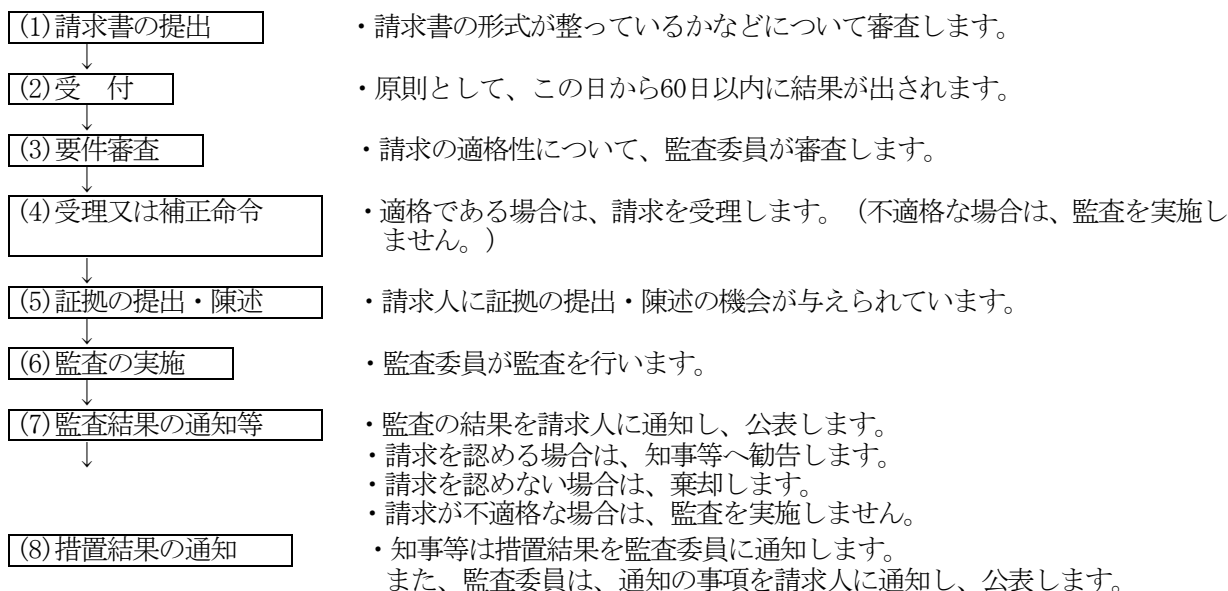 (1)請求書の提出 ・請求書の形式が整っているかなどについて審査します。
↓
(2)受　付 ・原則として、この日から60日以内に結果が出されます。
↓
(3)要件審査 ・請求の適格性について、監査委員が審査します。
↓
(4)受理又は補正命令 ・適格である場合は、請求を受理します。（不適格な場合は、監査を実施し
ません。）
↓
(5)証拠の提出・陳述 ・請求人に証拠の提出・陳述の機会が与えられています。
↓
(6)監査の実施 ・監査委員が監査を行います。
↓
(7)監査結果の通知等 ・監査の結果を請求人に通知し、公表します。
↓ ・請求を認める場合は、知事等へ勧告します。
・請求を認めない場合は、棄却します。
・請求が不適格な場合は、監査を実施しません。
(8)措置結果の通知 ・知事等は措置結果を監査委員に通知します。
また、監査委員は、通知の事項を請求人に通知し、公表します。